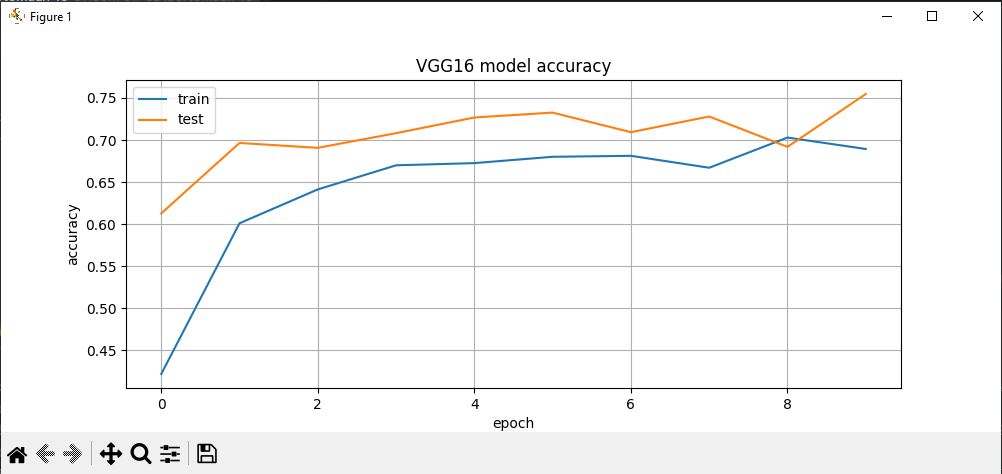 Figure 1
VGG16 model accuracy
train
test
accuracy
0.75
0.70
0.65
0.60
0.55
0.50
0.45
0 2 4 6 8
epoch